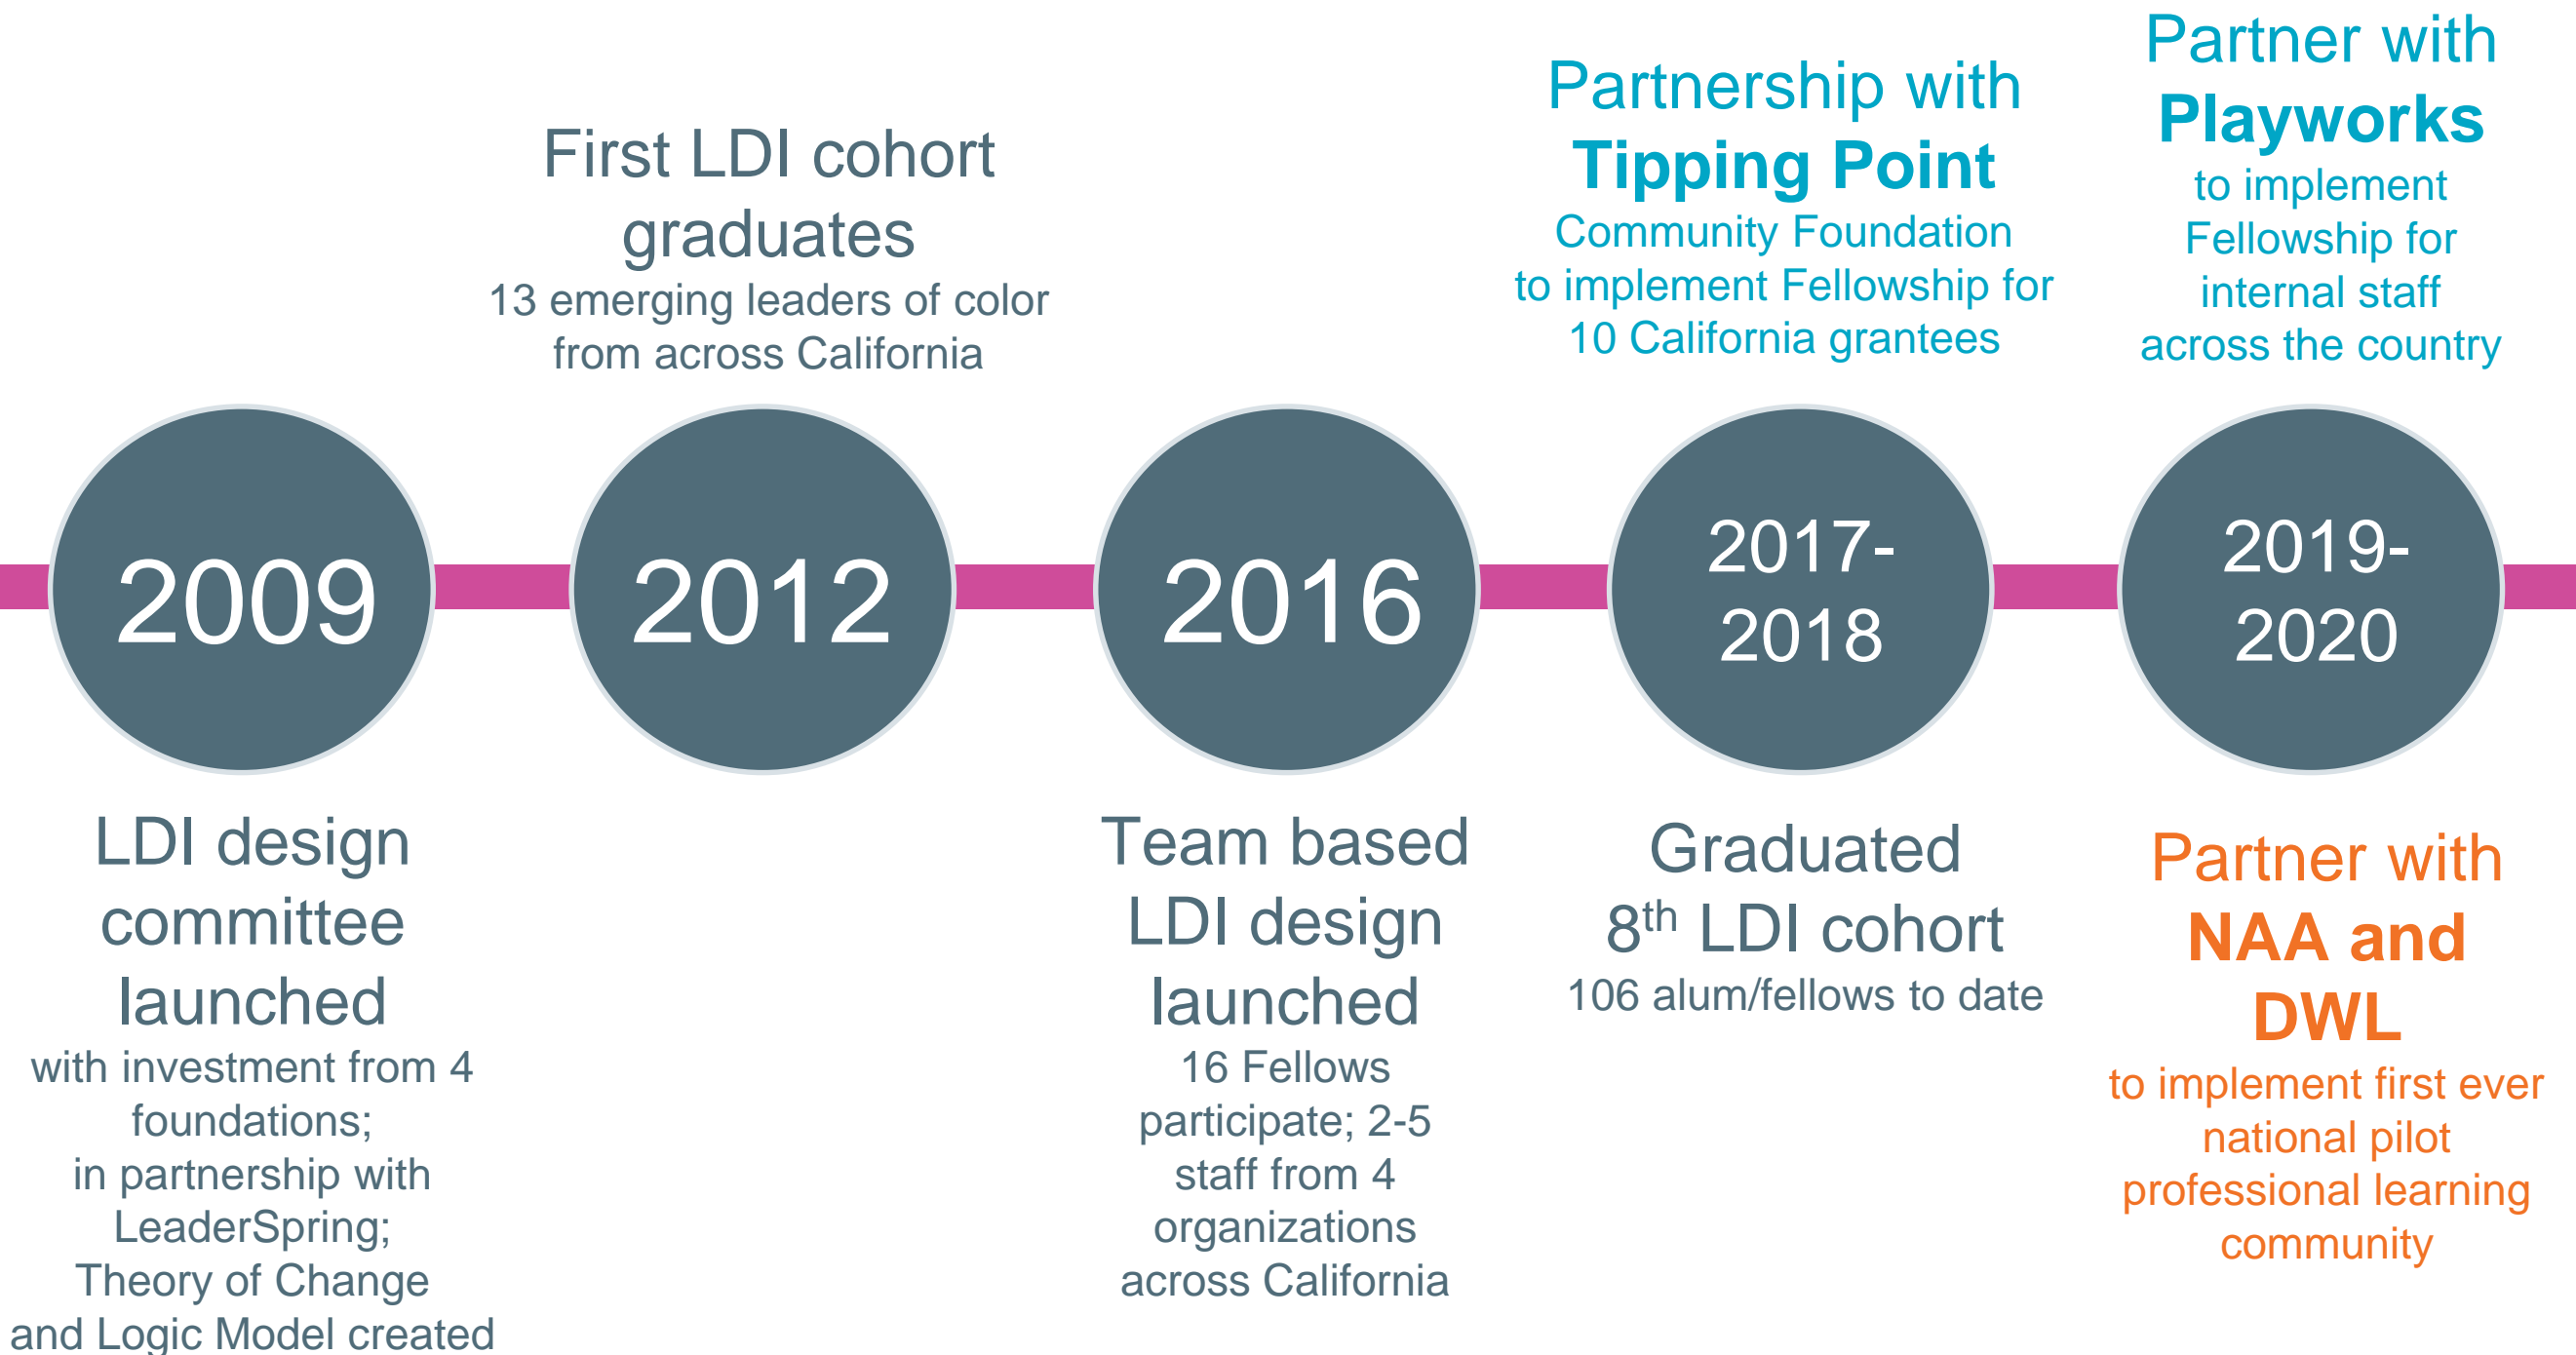 First LDI cohort
graduates
13 emerging leaders of color
from across California
Partnership with
Tipping Point
Community Foundation
to implement Fellowship for
10 California grantees
Partner with
Playworks
to implement
Fellowship for
internal staff
across the country
2009
2012
2016
2017-
2018
2019-
2020
LDI design
committee
launched
with investment from 4
foundations;
in partnership with
LeaderSpring;
Theory of Change
and Logic Model created
Team based
LDI design
launched
16 Fellows
participate; 2-5
staff from 4
organizations
across California
Graduated
8th LDI cohort
106 alum/fellows to date
Partner with
NAA and
DWL
to implement first ever
national pilot
professional learning
community